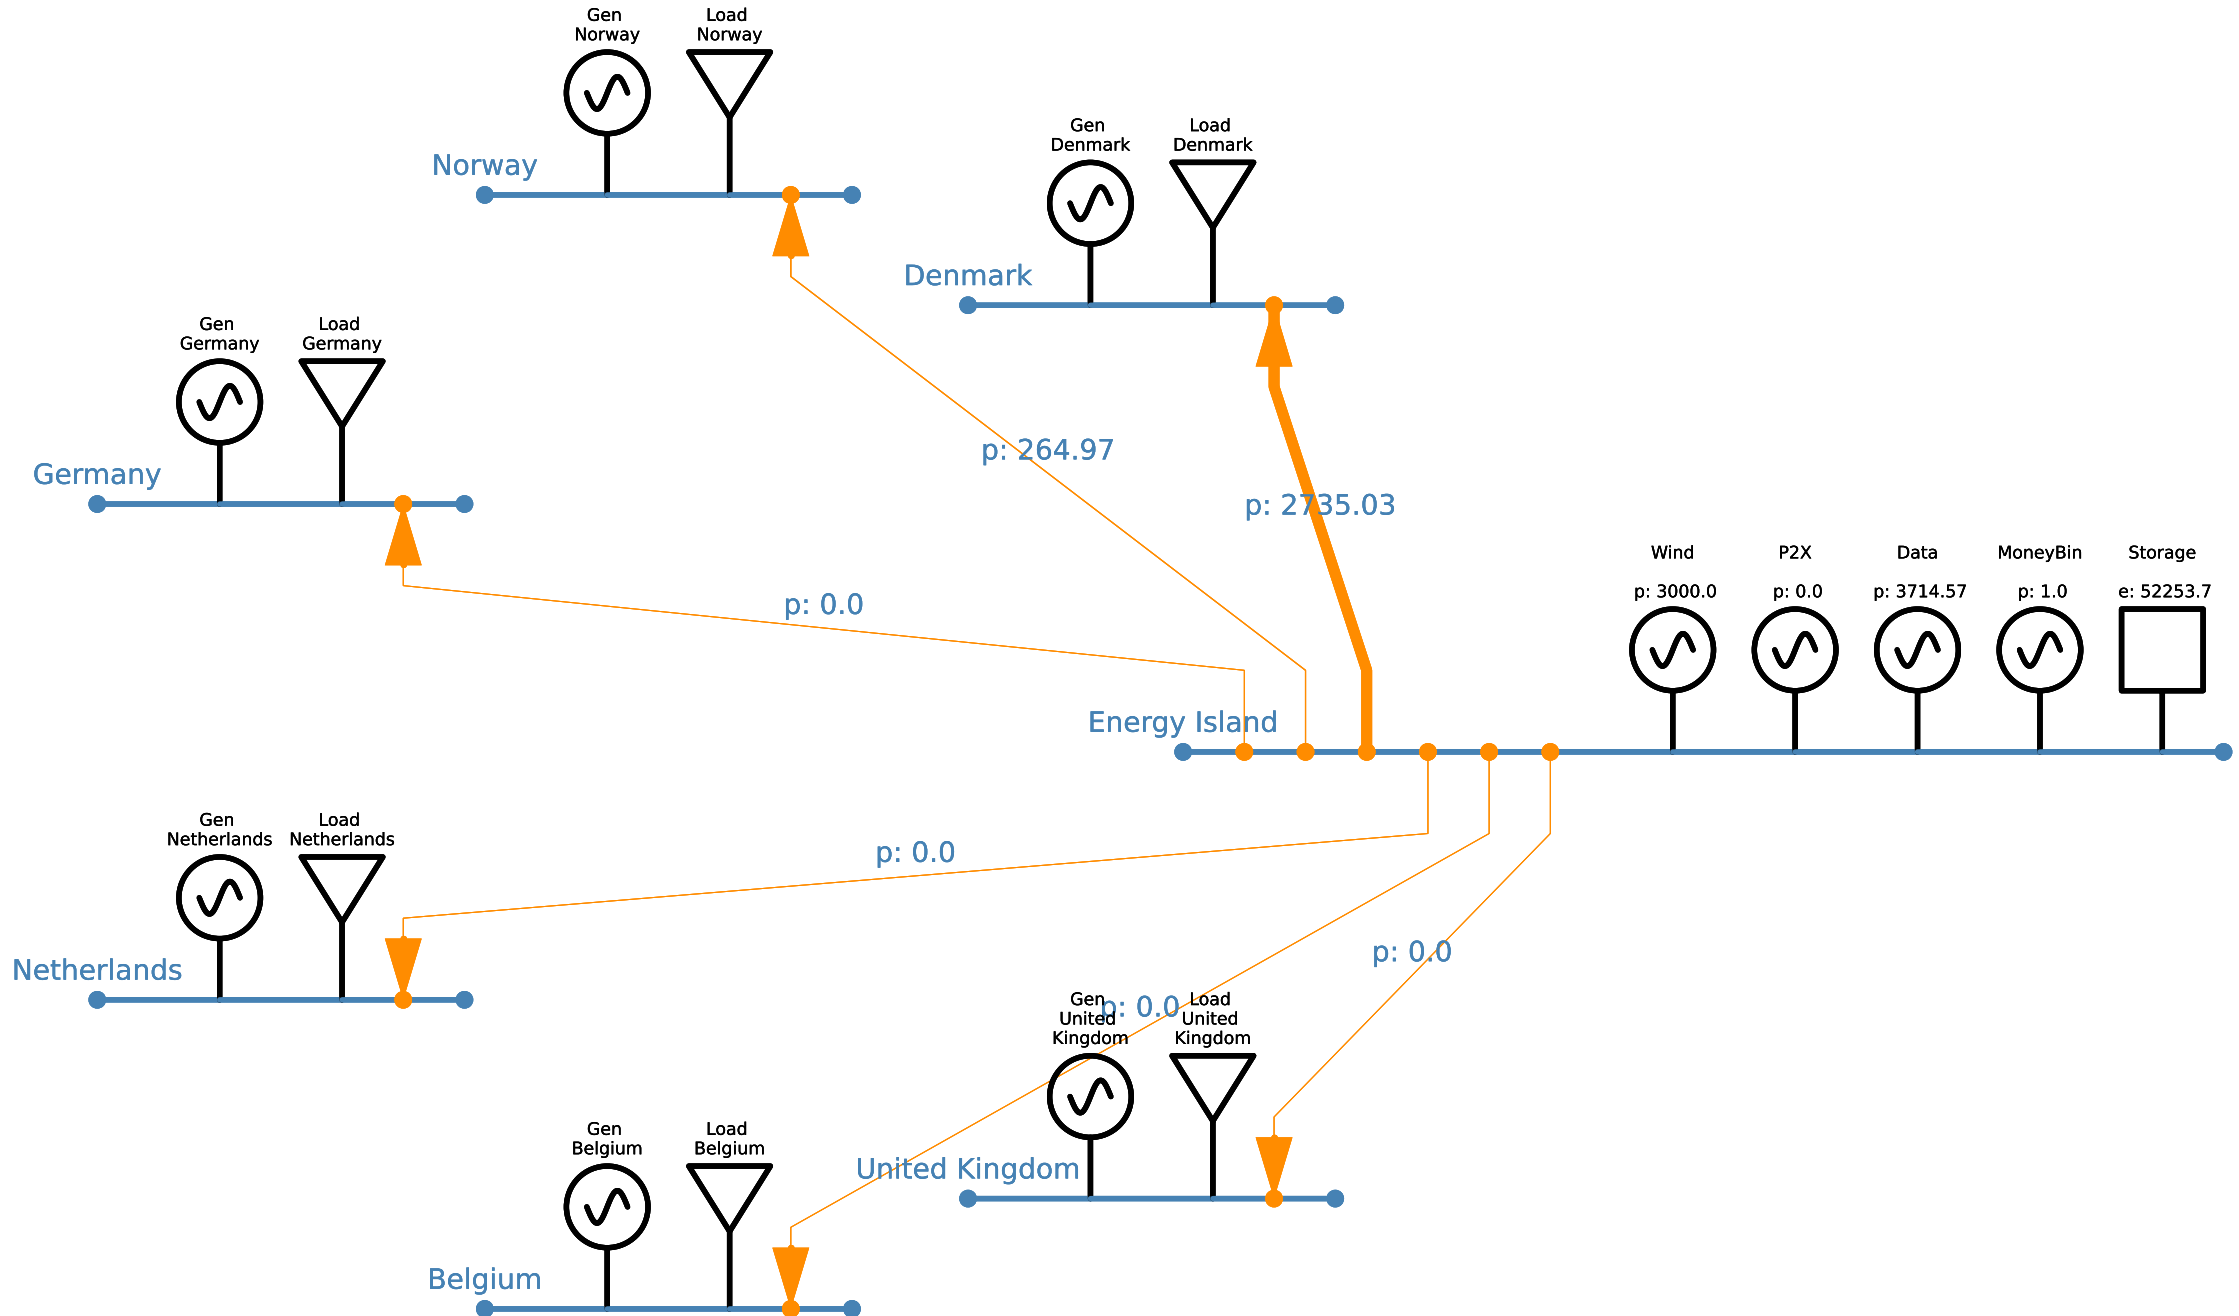 Gen
Norway
Load
Norway
Norway
Gen
Denmark
Load
Denmark
Denmark
Gen
Germany
Load
Germany
Germany
p: 264.97
p: 2735.03
p: 0.0
Wind
p: 3000.0
P2X
p: 0.0
Data
p: 3714.57
MoneyBin
p: 1.0
Storage
e: 52253.7
Energy Island
Gen
Netherlands
Load
Netherlands
p: 0.0
Netherlands
p: 0.0
p: 0.0
Gen
United
Kingdom
Load
United
Kingdom
United Kingdom
Gen
Belgium
Load
Belgium
Belgium